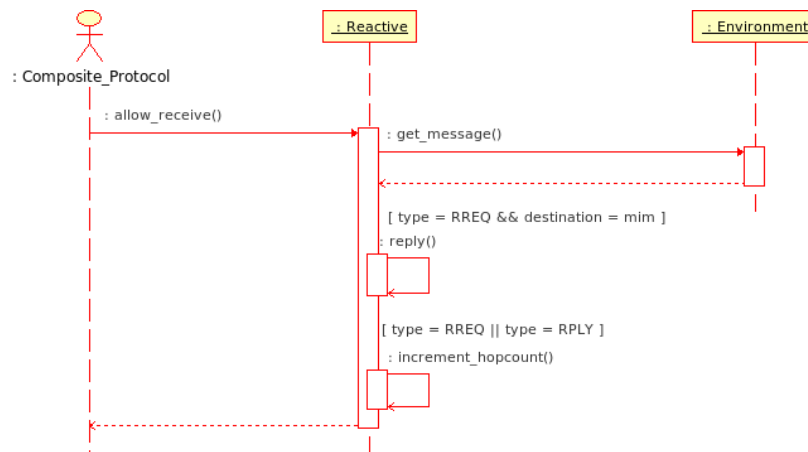 : Reactive
: Environment
: Composite_Protocol
: allow_receive()
: get_message()
[ type = RREQ && destination = mim ]
: reply()
[ type = RREQ || type = RPLY ]
: increment_hopcount()